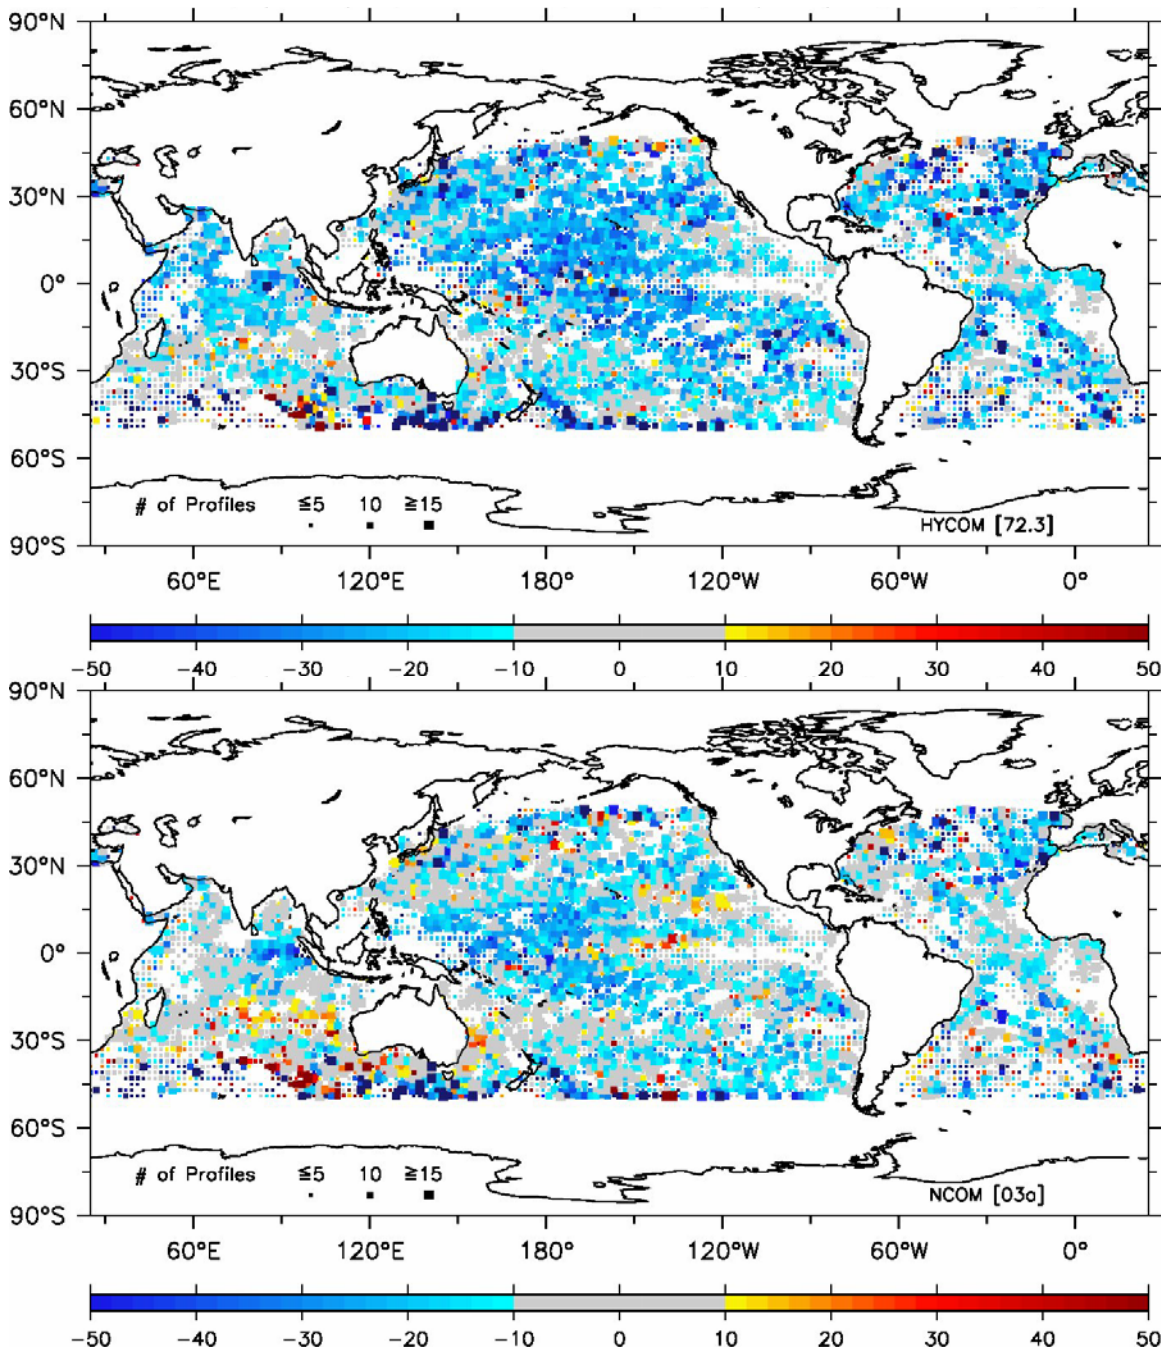 90°N
60°N
30°N
0°
30°S
60°S
90°S
# of Profiles ≦5 10 ≧15
HYCOM [72.3]
60°E 120°E 180° 120°W 60°W 0°
−50 −40 −30 −20 −10 0 10 20 30 40 50
90°N
60°N
30°N
0°
30°S
60°S
90°S
# of Profiles ≦5 10 ≧15
NCOM [03a]
60°E 120°E 180° 120°W 60°W 0°
−50 −40 −30 −20 −10 0 10 20 30 40 50